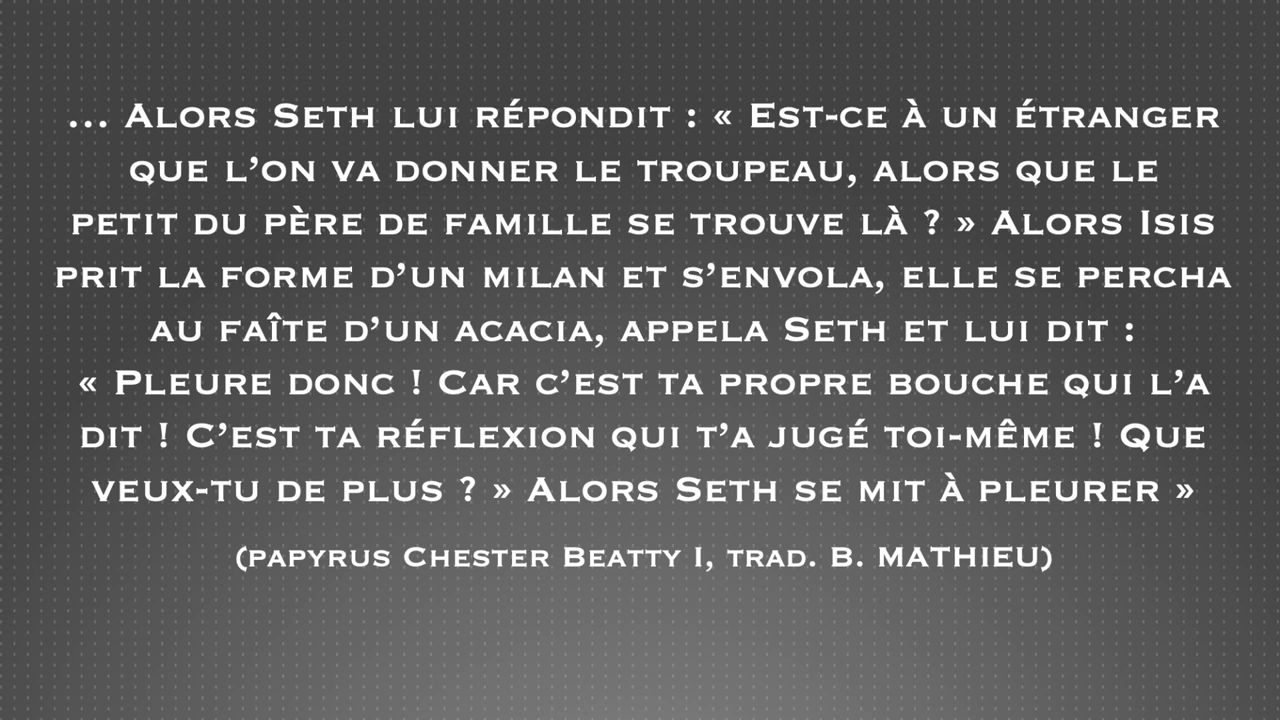 ... Alors Seth lui répondit : « Est-ce à un étranger
que l’on va donner le troupeau, alors que le
petit du père de famille se trouve là ? » Alors Isis
prit la forme d’un milan et s’envola, elle se percha
au faîte d’un acacia, appela Seth et lui dit :
« Pleure donc ! Car c’est ta propre bouche qui l’a
dit ! C’est ta réflexion qui t’a jugé toi-même ! Que
veux-tu de plus ? » Alors Seth se mit à pleurer »
(papyrus Chester Beatty I, trad. B. MATHIEU)